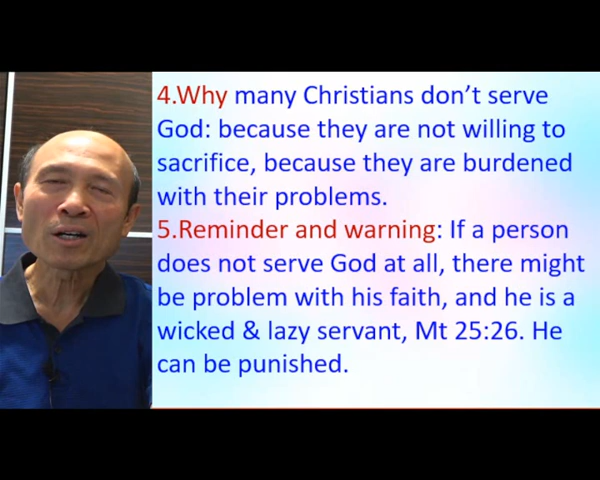 4.Why many Christians don’t serve
God: because they are not willing to
sacrifice, because they are burdened
with their problems.
5.Reminder and warning: If a person
does not serve God at all, there might
be problem with his faith, and he is a
wicked & lazy servant, Mt 25:26. He
can be punished.